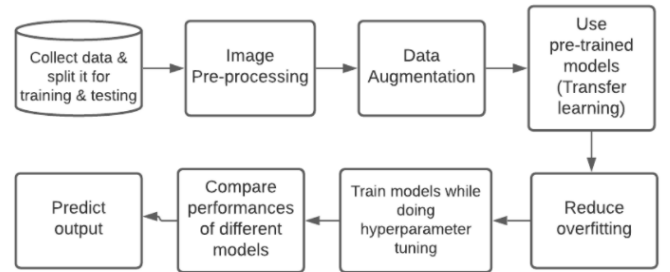 Collect data &
split it for
training & testing
Image
Pre-processing
Data
Augmentation
Use
pre-trained
models
(Transfer
learning)
Reduce
overfitting
Train models while
doing
hyperparameter
tuning
Compare
performances
of different
models
Predict
output